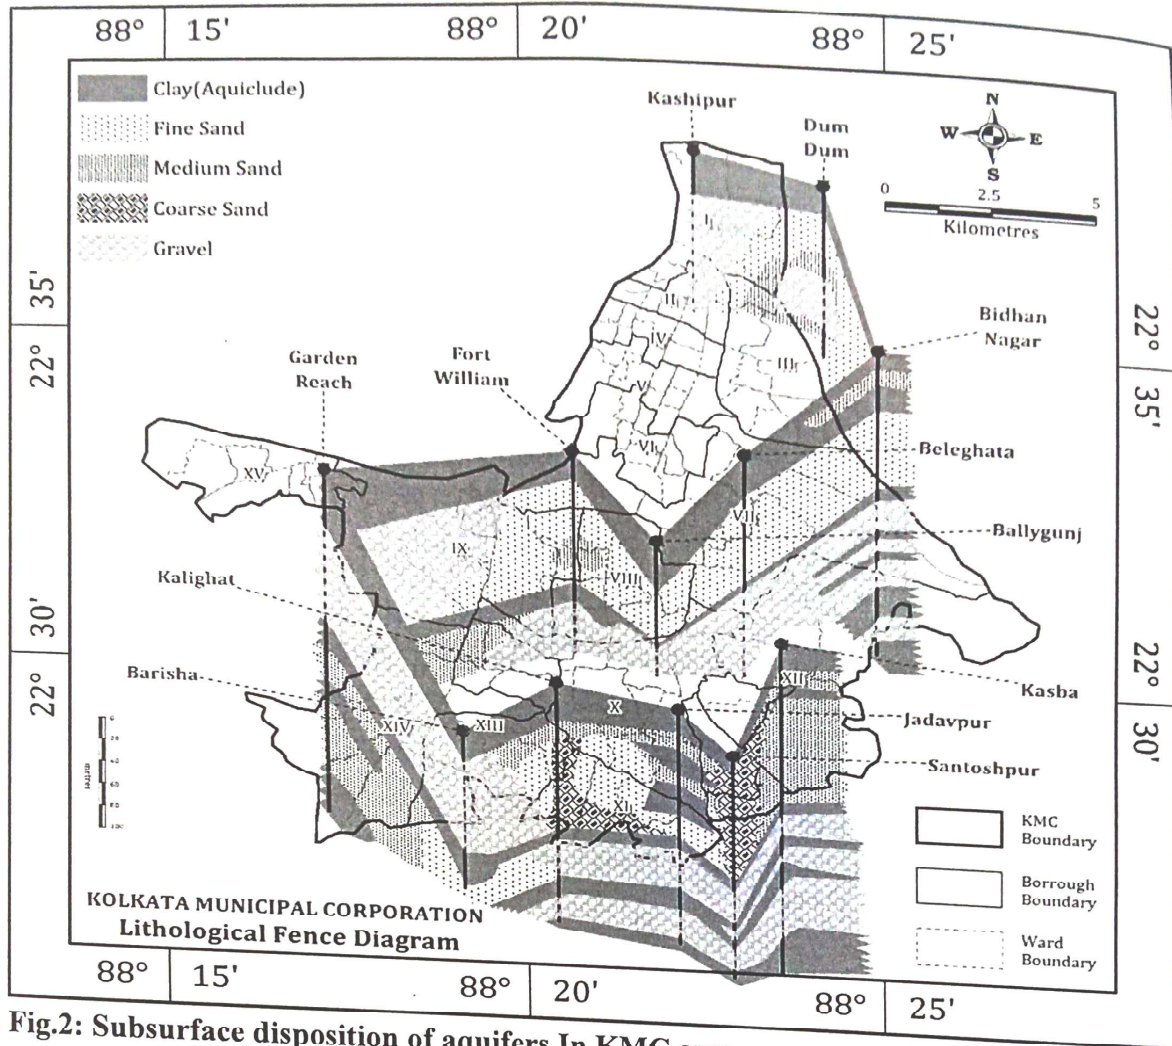 88° 15' 88° 20' 88° 25'
Clay(Aquiclude)
Fine Sand
Medium Sand
Coarse Sand
Gravel
Kashipur
Dum
Dum
N
W E
S
0 2.5 5
Kilometres
35'
22°
22°
35'
Bidhan
Nagar
Garden
Reach
Fort
William
I
II
IV
III
V
VI
XV
Beleghata
VII
Ballygunj
IX
VIII
Kalighat
30'
22°
22°
30'
Barisha
Kasba
XII
X
Jadavpur
XIV
XIII
Santoshpur
meter
XI
KMC
Boundary
Borrough
Boundary
Ward
Boundary
KOLKATA MUNICIPAL CORPORATION
Lithological Fence Diagram
88° 15' 88° 20' 88° 25'
Fig.2: Subsurface disposition of aquifers In KMC